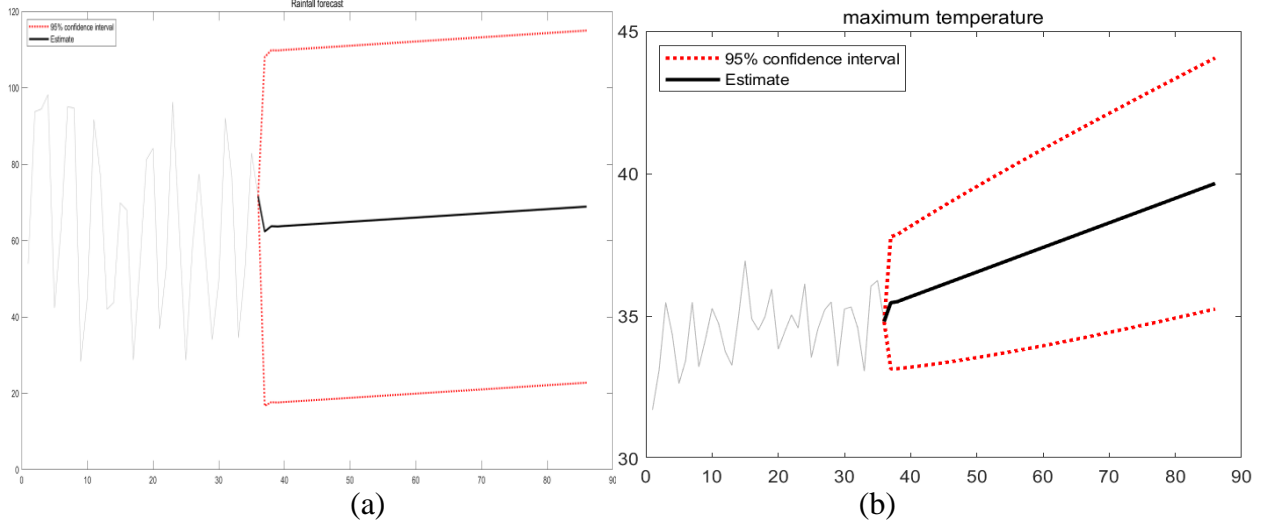 Rainfall forecast
95% confidence interval
Estimate
120
100
80
60
40
20
0
0 10 20 30 40 50 60 70 80 90
(a)
maximum temperature
95% confidence interval
Estimate
45
40
35
30
0 10 20 30 40 50 60 70 80 90
(b)